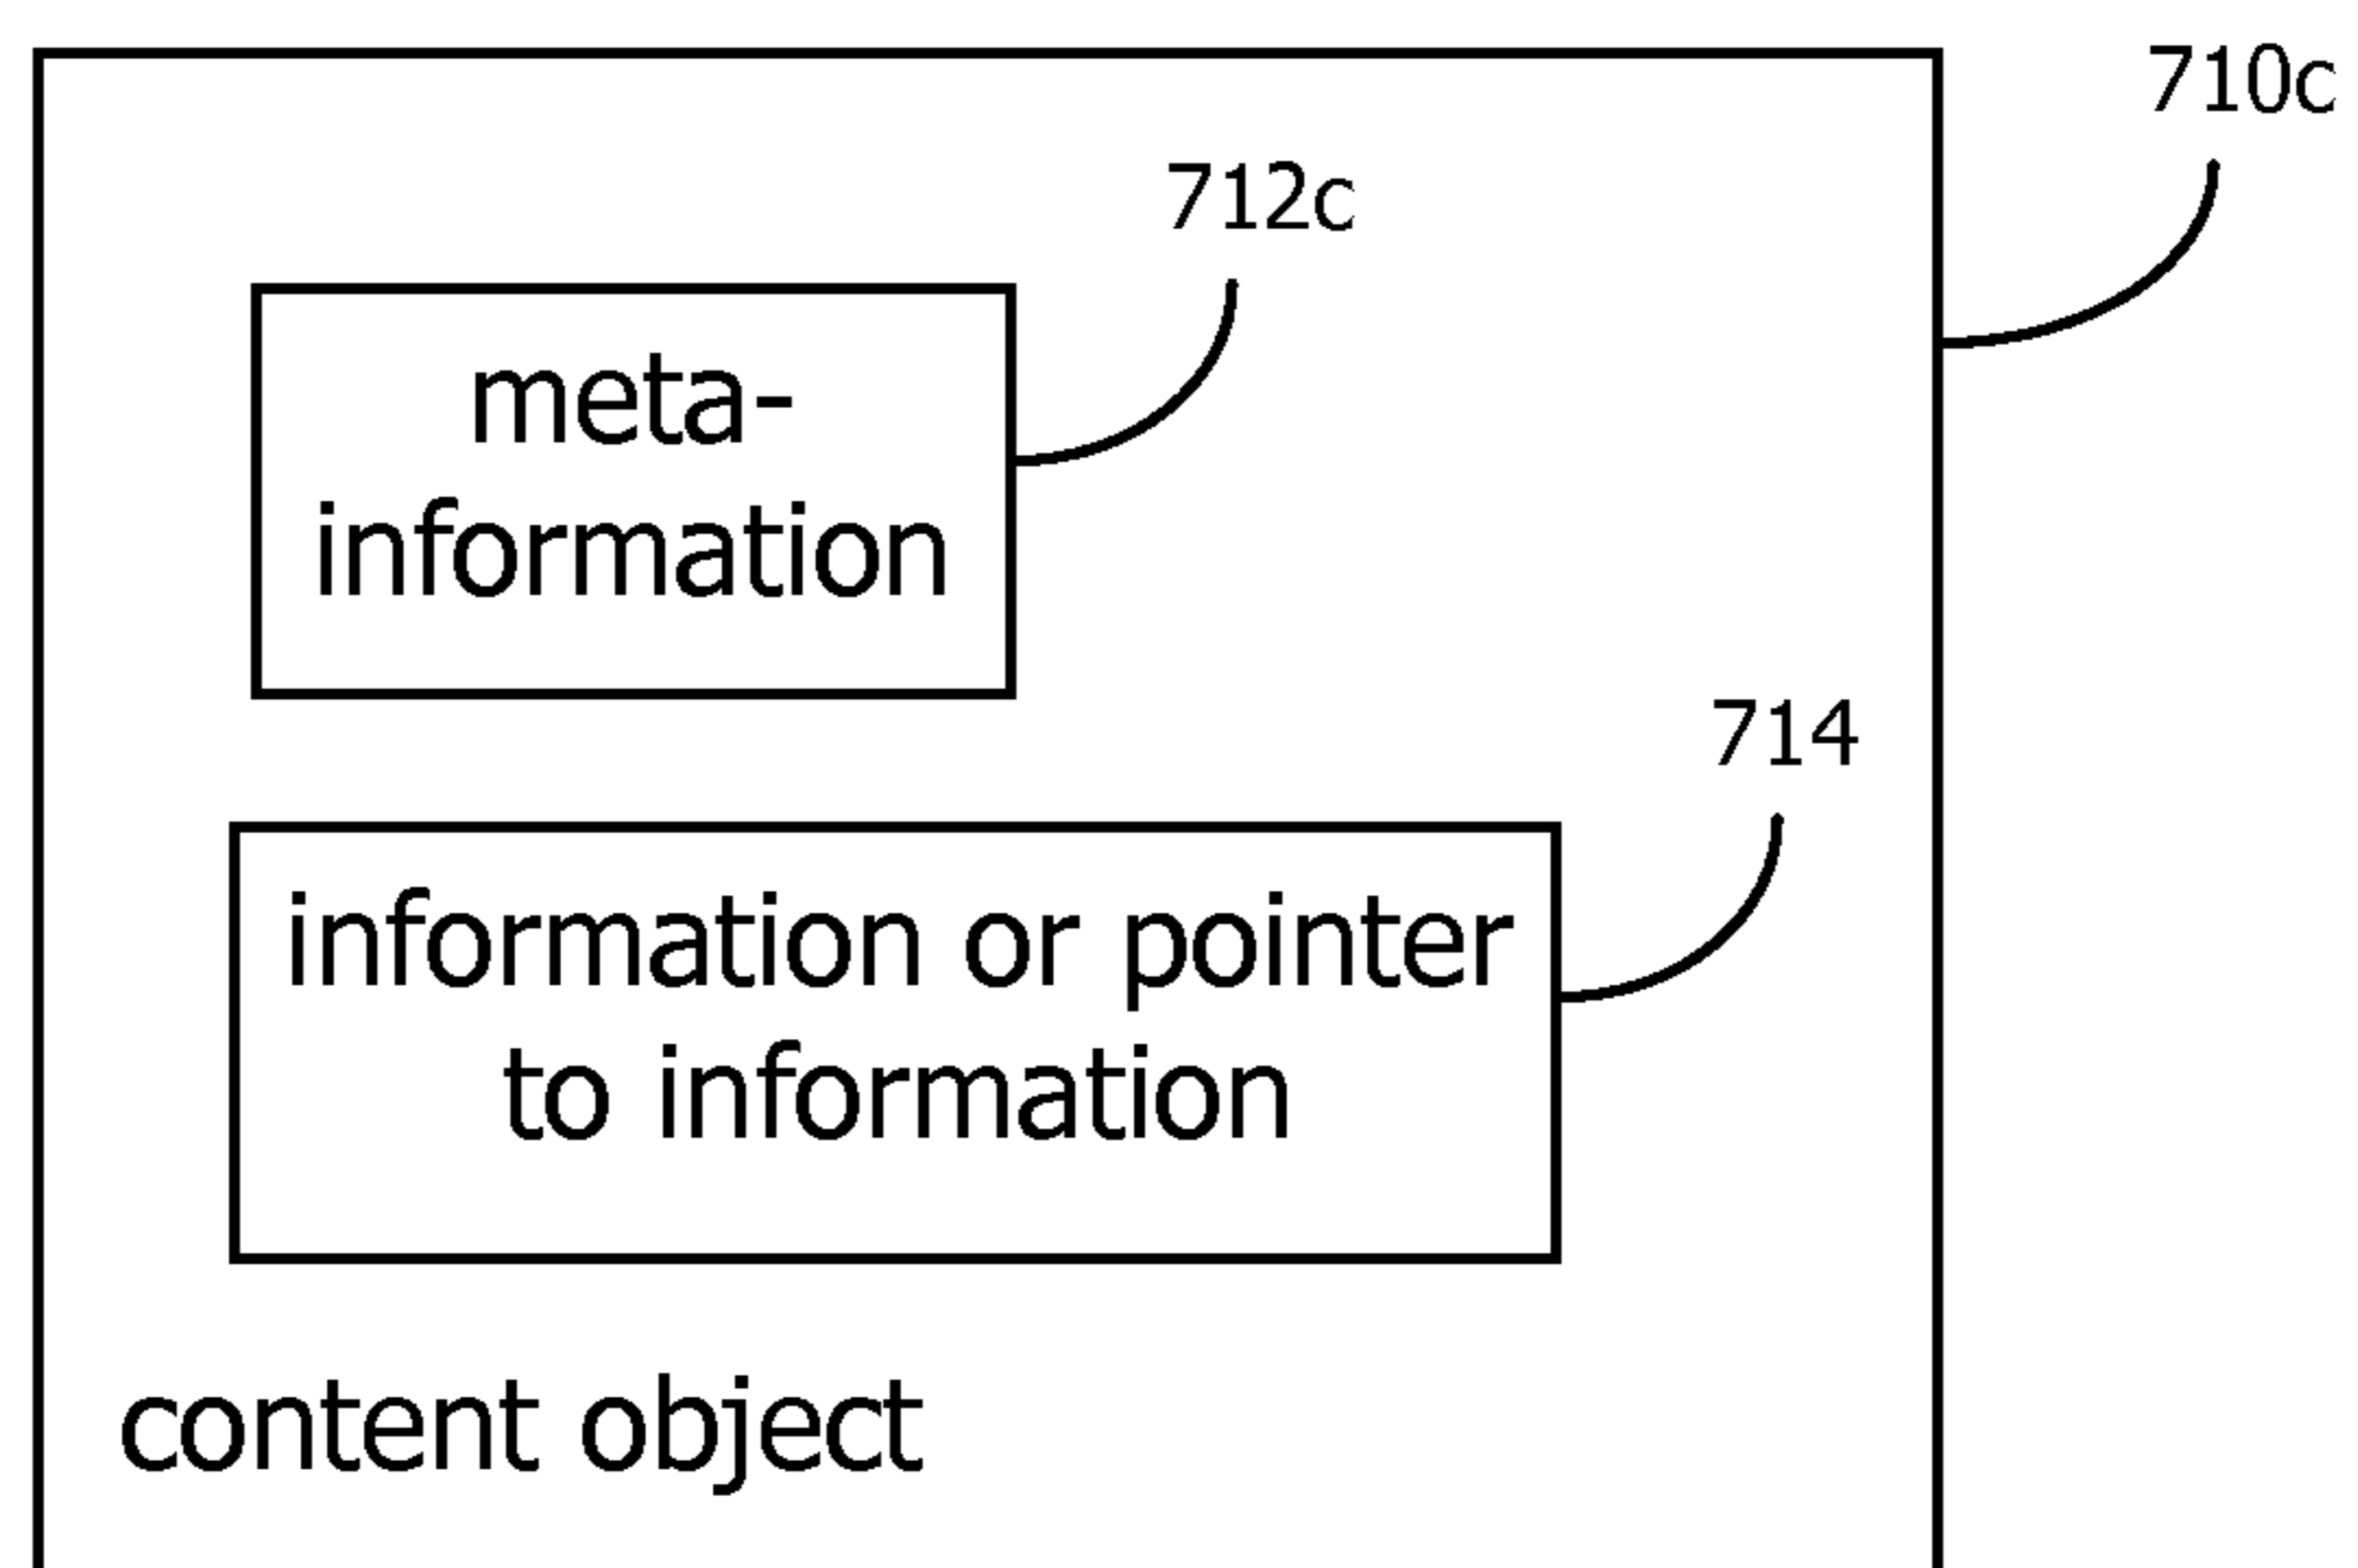 710c
712c
meta-
information
714
information or pointer
to information
content object